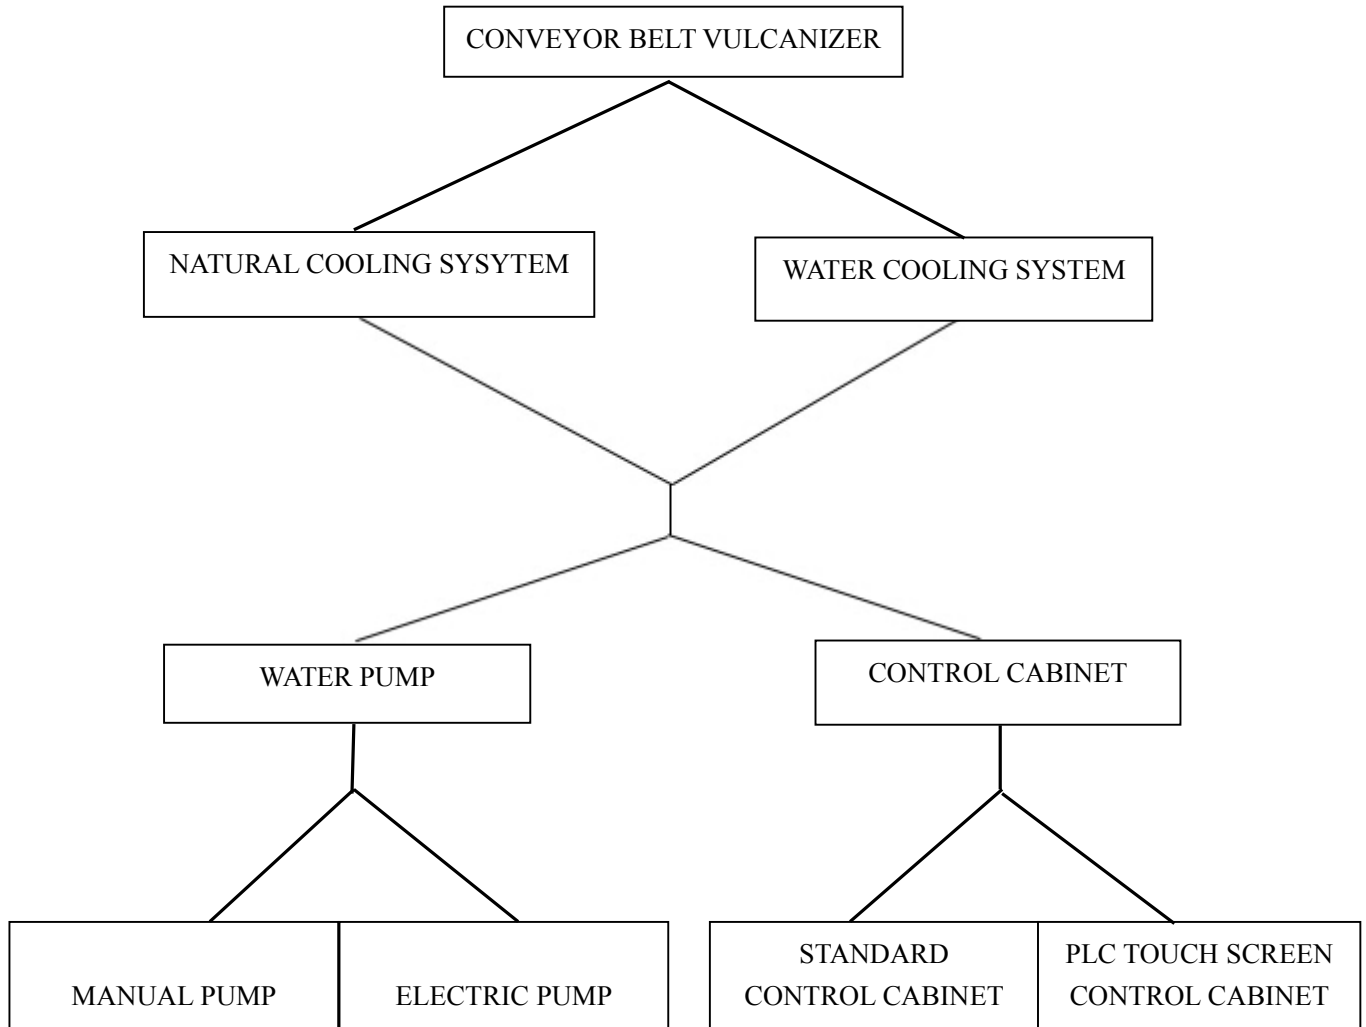 CONVEYOR BELT VULCANIZER
NATURAL COOLING SYSYTEM
WATER COOLING SYSTEM
WATER PUMP
CONTROL CABINET
MANUAL PUMP
ELECTRIC PUMP
STANDARD
CONTROL CABINET
PLC TOUCH SCREEN
CONTROL CABINET